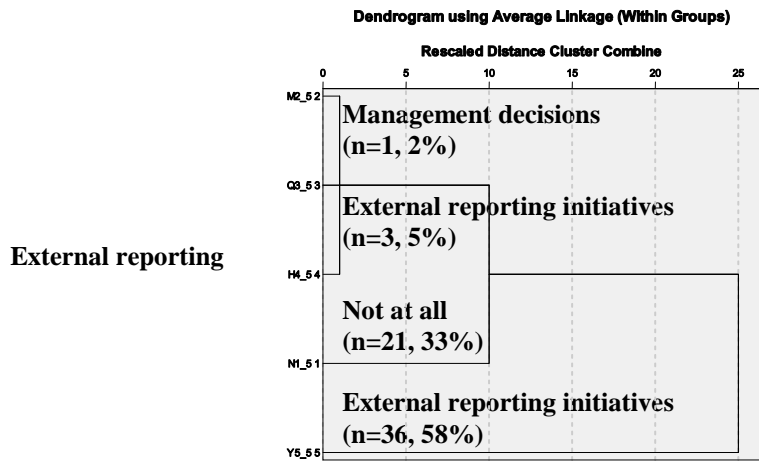 Dendrogram using Average Linkage (Within Groups)
Rescaled Distance Cluster Combine
0 5 10 15 20 25
M2_52
Management decisions
(n=1, 2%)
Q3_53
External reporting initiatives
(n=3, 5%)
External reporting
H4_54
Not at all
(n=21, 33%)
N1_51
External reporting initiatives
(n=36, 58%)
Y5_55